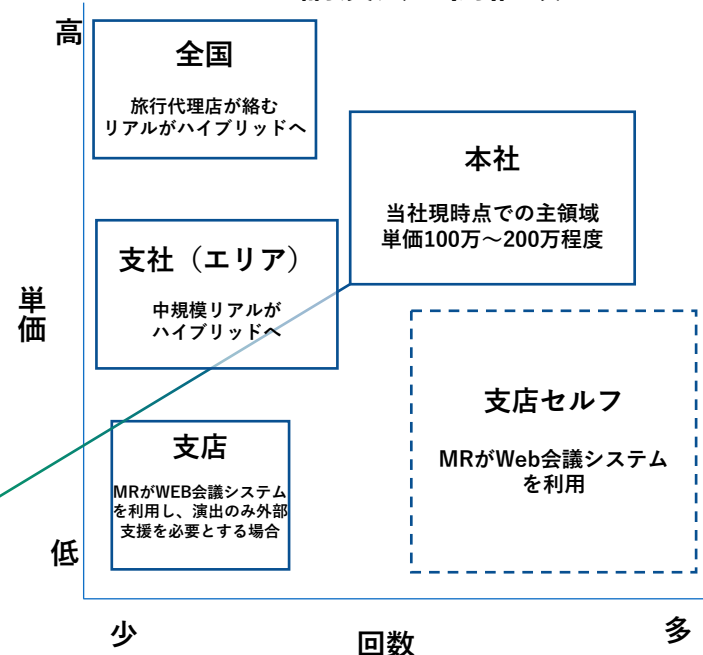 高
全国
旅行代理店が絡む
リアルがハイブリッドへ
本社
当社現時点での主領域
単価100万～200万程度
支社（エリア）
中規模リアルが
ハイブリッドへ
単価
支店セルフ
MRがWeb会議システム
を利用
支店
MRがWEB会議システム
を利用し、演出のみ外部
支援を必要とする場合
低
少
回数
多